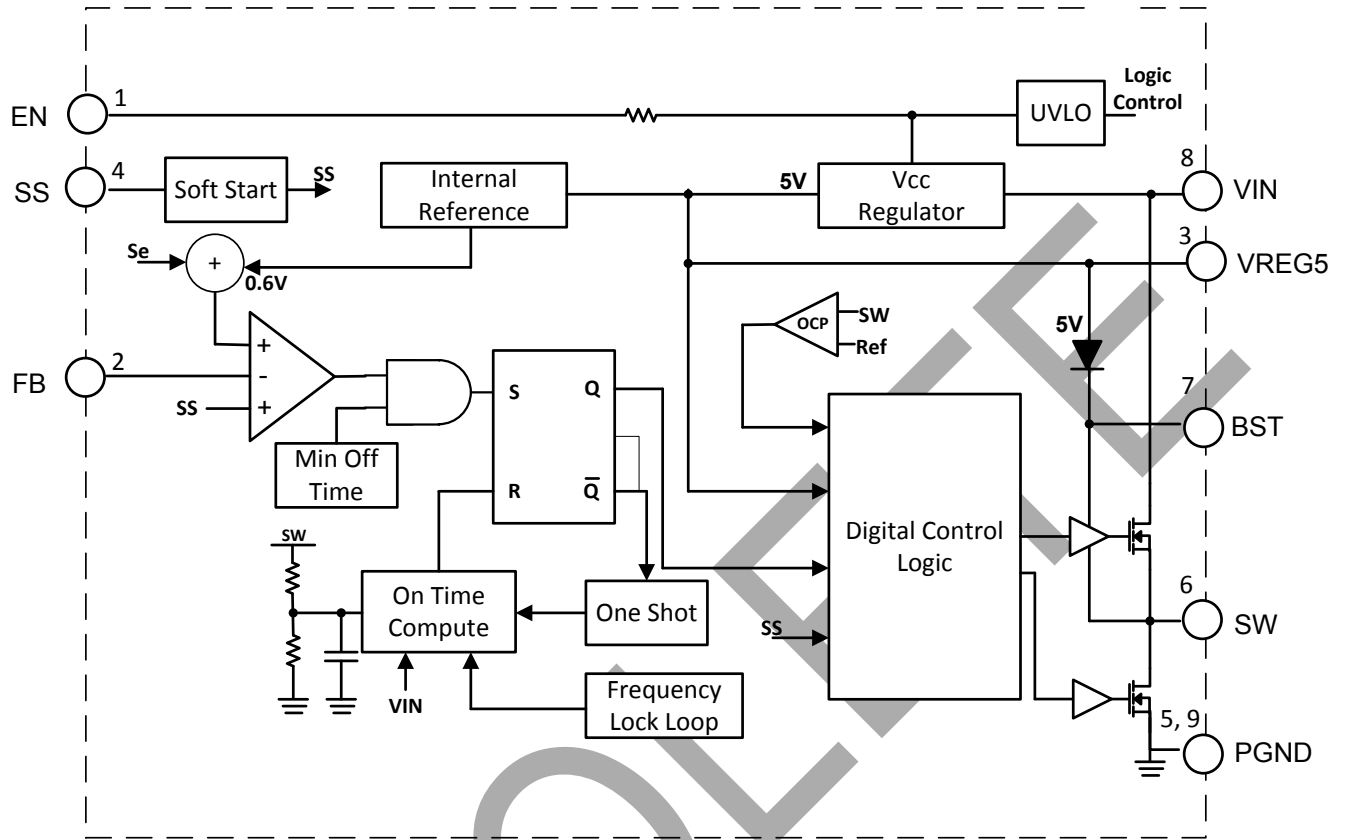 Logic
Control
1
EN
UVLO
8
4
SS
Soft Start
SS
Internal
Reference
5V
Vcc
Regulator
VIN
3
Se
+
0.6V
VREG5
SW
OCP
Ref
5V
+
2
FB
-
SS
+
S
Q
7
BST
Min Off
Time
R
Q̅
Digital Control
Logic
SW
On Time
Compute
One Shot
6
SW
SS
VIN
Frequency
Lock Loop
5, 9
PGND